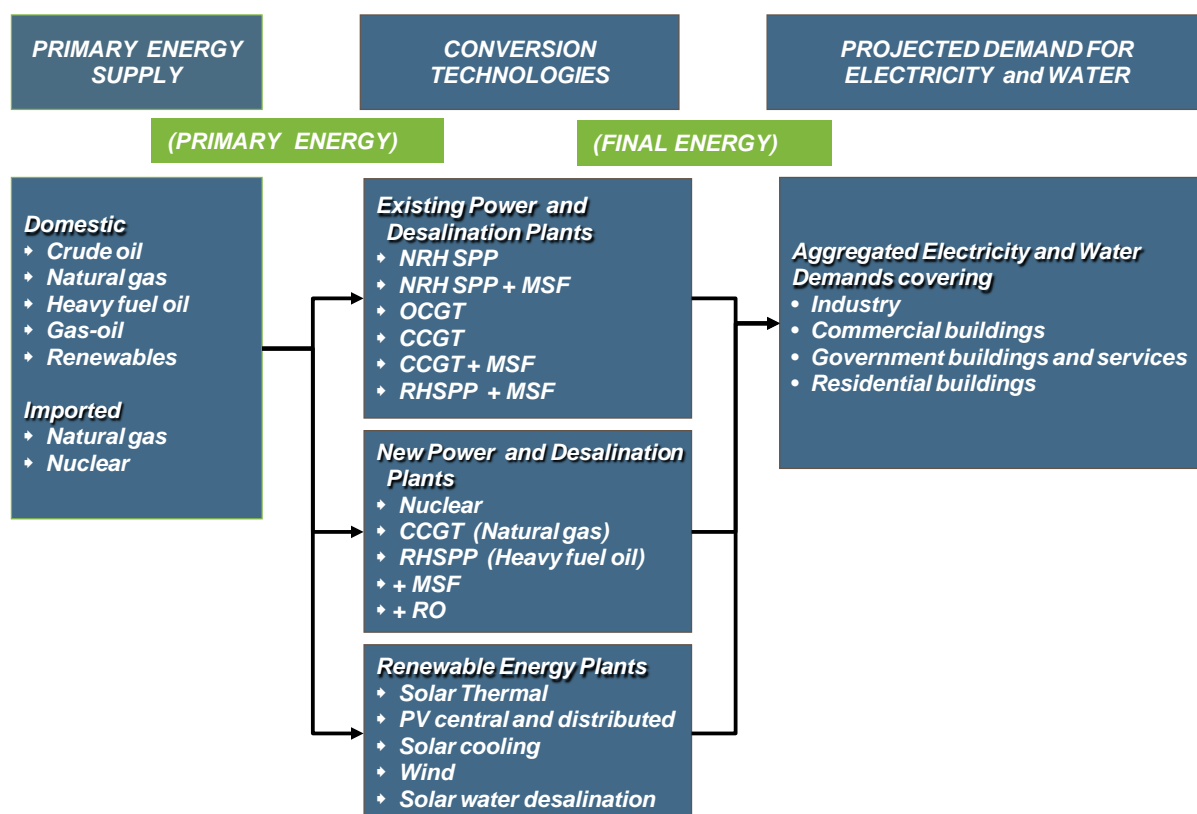 PRIMARY ENERGY
SUPPLY
CONVERSION
TECHNOLOGIES
PROJECTED DEMAND FOR
ELECTRICITY and WATER
(PRIMARY ENERGY)
(FINAL ENERGY)
Domestic
Crude oil
Natural gas
Heavy fuel oil
Gas-oil
Renewables
Imported
Natural gas
Nuclear
Existing Power and
Desalination Plants
NRH SPP
NRH SPP + MSF
OCGT
CCGT
CCGT + MSF
RHSPP + MSF
New Power and Desalination
Plants
Nuclear
CCGT (Natural gas)
RHSPP (Heavy fuel oil)
+ MSF
+ RO
Renewable Energy Plants
Solar Thermal
PV central and distributed
Solar cooling
Wind
Solar water desalination
Aggregated Electricity and Water
Demands covering
• Industry
• Commercial buildings
• Government buildings and services
• Residential buildings